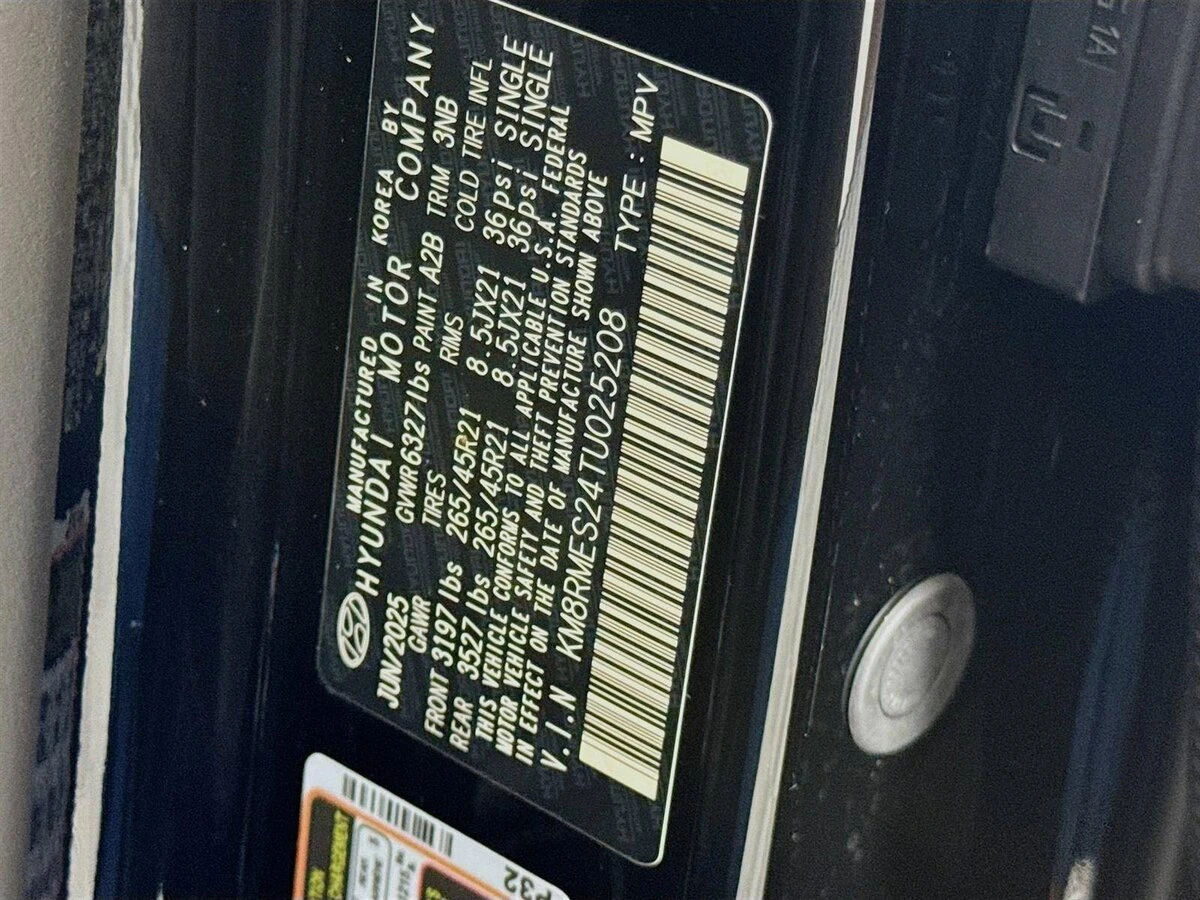 MANUFACTURED IN KOREA BY
HYUNDAI MOTOR COMPANY
JUN/2025 GVWR6327lbs PAINT A2B TRIM 3NB
GAWR TIRES RIMS COLD TIRE INFL
FRONT 3197lbs 265/45R21 8.5JX21 36psi SINGLE
REAR 3527lbs 265/45R21 8.5JX21 36psi SINGLE
THIS VEHICLE CONFORMS TO ALL APPLICABLE U.S.A. FEDERAL
MOTOR VEHICLE SAFETY AND THEFT PREVENTION STANDARDS
IN EFFECT ON THE DATE OF MANUFACTURE SHOWN ABOVE
V.I.N KM8RMES24TU025208 TYPE : MPV
P32